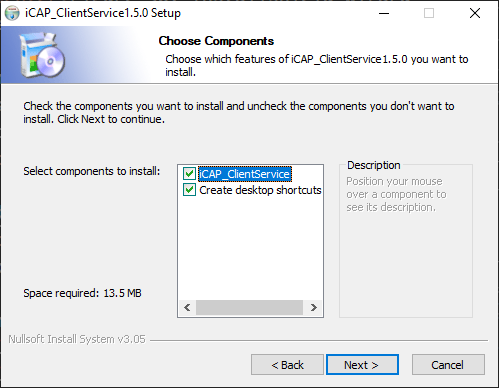 iCAP_ClientService1.5.0 Setup
Choose Components
Choose which features of iCAP_ClientService1.5.0 you want to
install.
Check the components you want to install and uncheck the components you don't want to
install. Click Next to continue.
Select components to install:
iCAP_ClientService
Create desktop shortcuts
Description
Position your mouse
over a component to
see its description.
Space required: 13.5 MB
Nullsoft Install System v3.05
< Back
Next >
Cancel